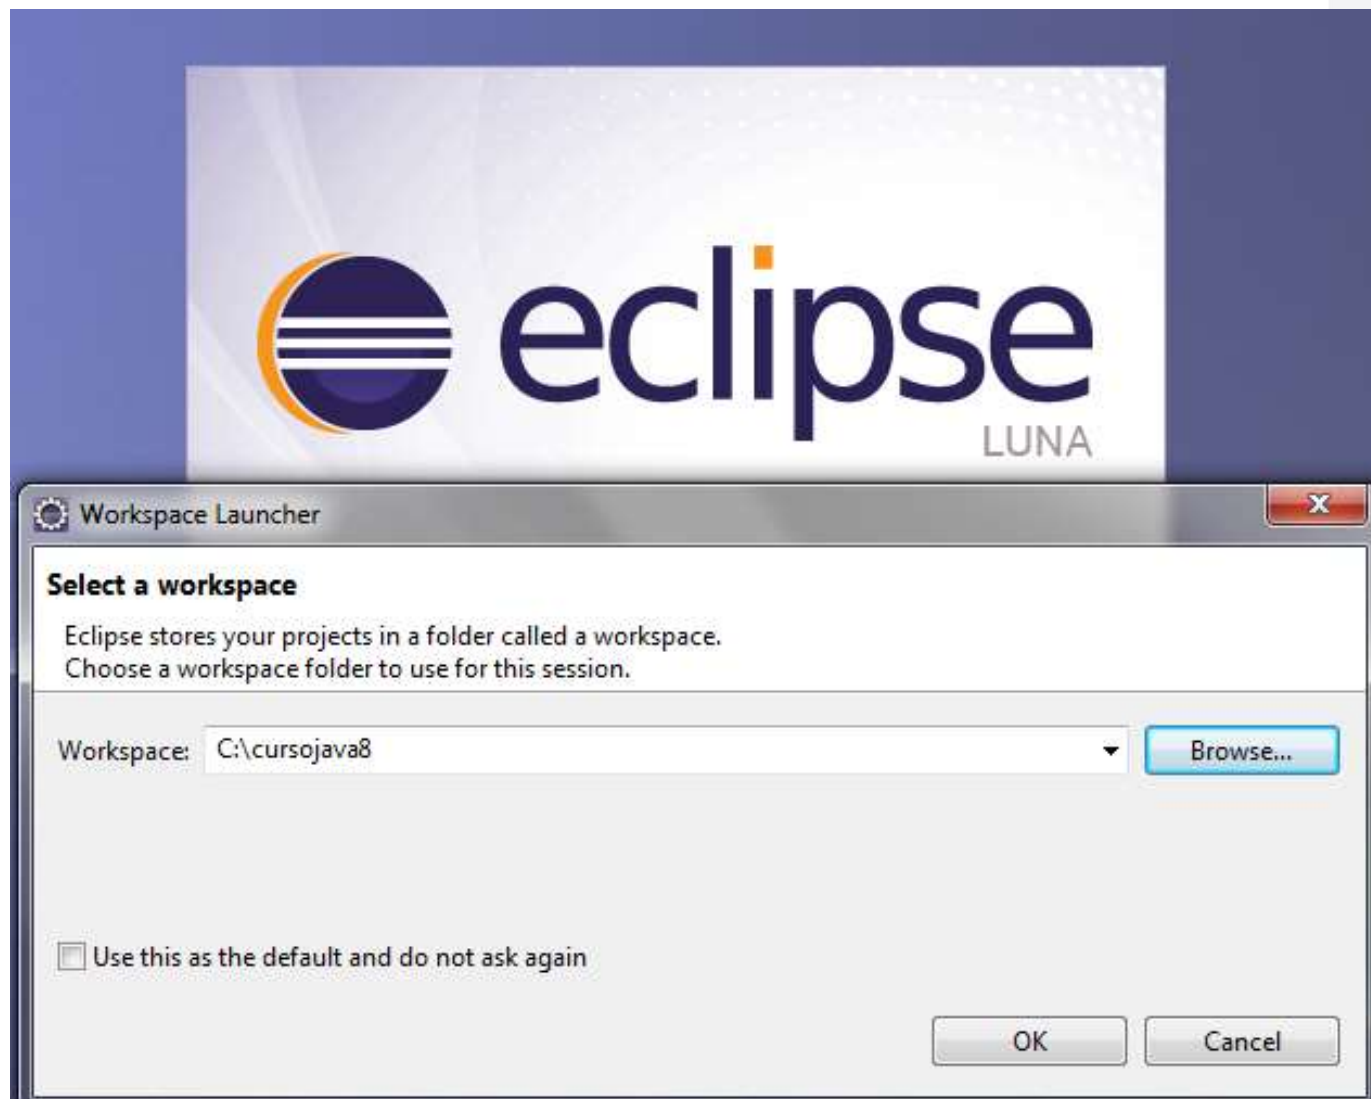 eclipse
LUNA
Workspace Launcher
Select a workspace
Eclipse stores your projects in a folder called a workspace.
Choose a workspace folder to use for this session.
Workspace: C:\cursojava8 Browse...
Use this as the default and do not ask again
OK Cancel